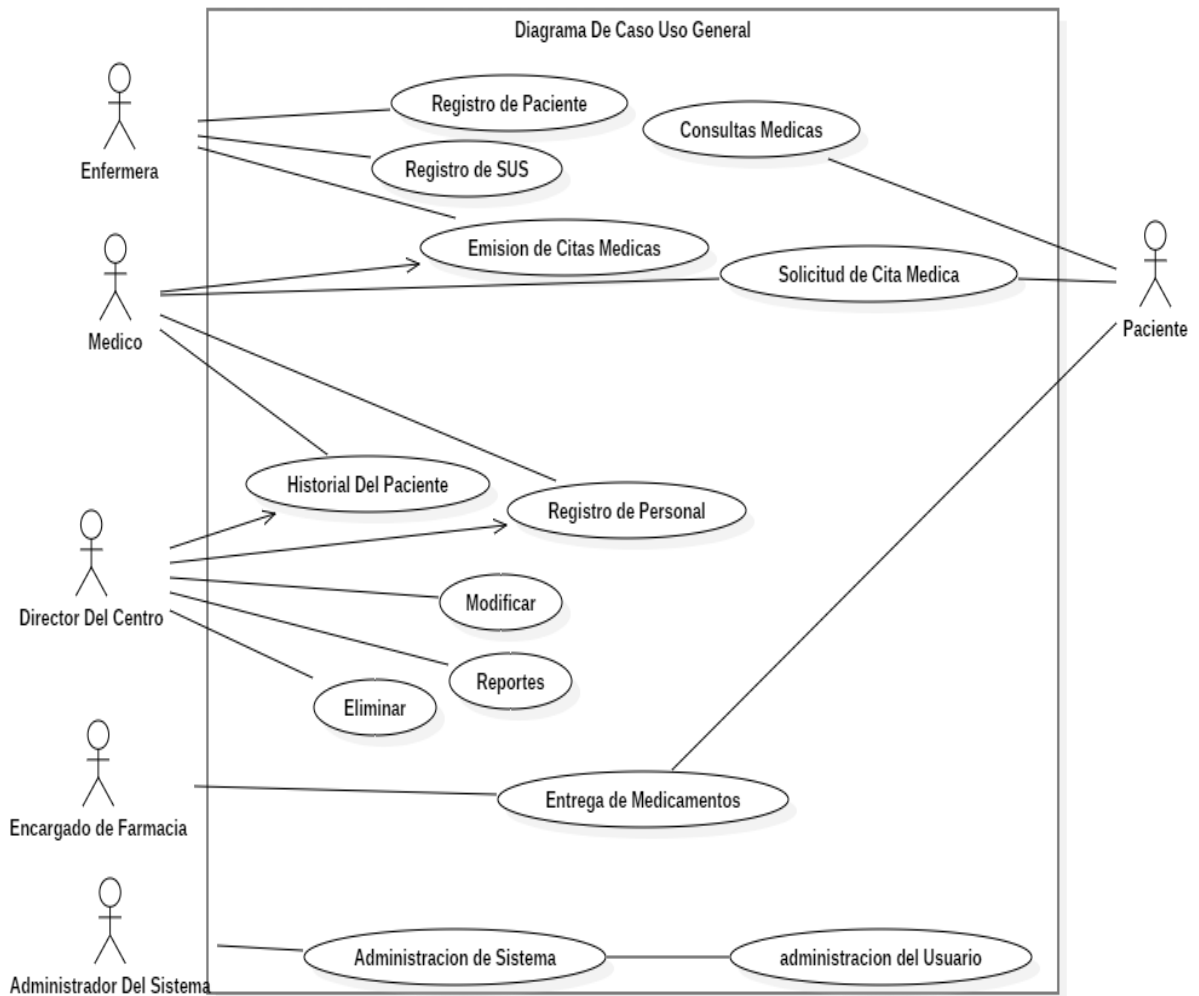 Diagrama De Caso Uso General
Enfermera
Registro de Paciente
Consultas Medicas
Registro de SUS
Medico
Emision de Citas Medicas
Solicitud de Cita Medica
Paciente
Historial Del Paciente
Registro de Personal
Director Del Centro
Modificar
Reportes
Eliminar
Encargado de Farmacia
Entrega de Medicamentos
Administrador Del Sistema
Administracion de Sistema
administracion del Usuario